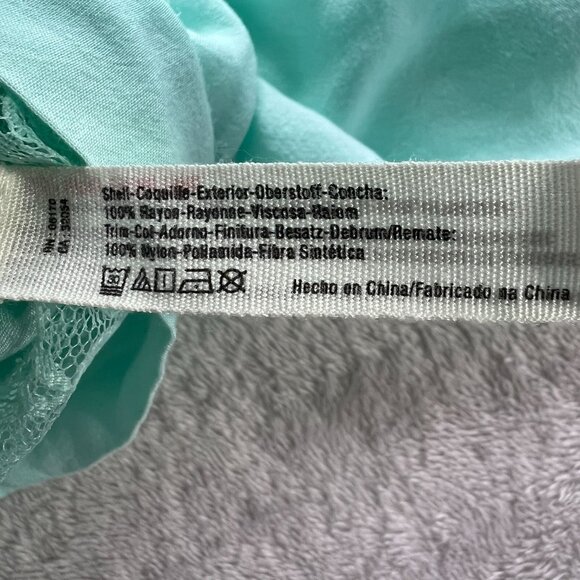 Shell-Coquille-Exterior-Oberstoff-Concha:
100% Rayon-Rayonne-Viscosa-Raiom
Trim-Col-Adorno-Finitura-Besatz-Debrum/Remate:
100% Nylon-Poliamida-Fibra Sintética
30
Hecho en China/Fabricado na China